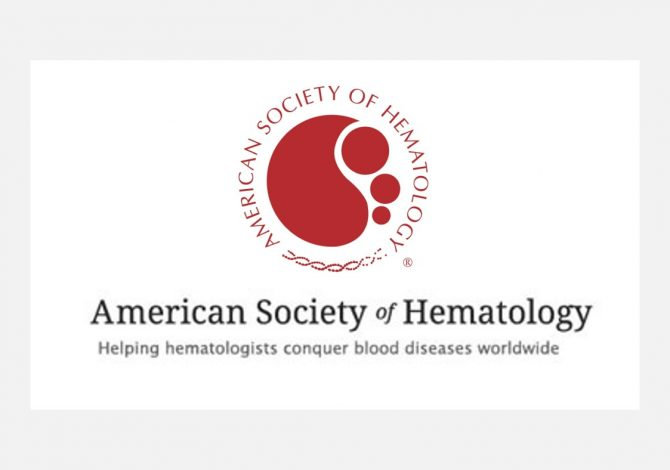 AMERICAN SOCIETY OF HEMATOLOGY
®
American Society of Hematology
Helping hematologists conquer blood diseases worldwide